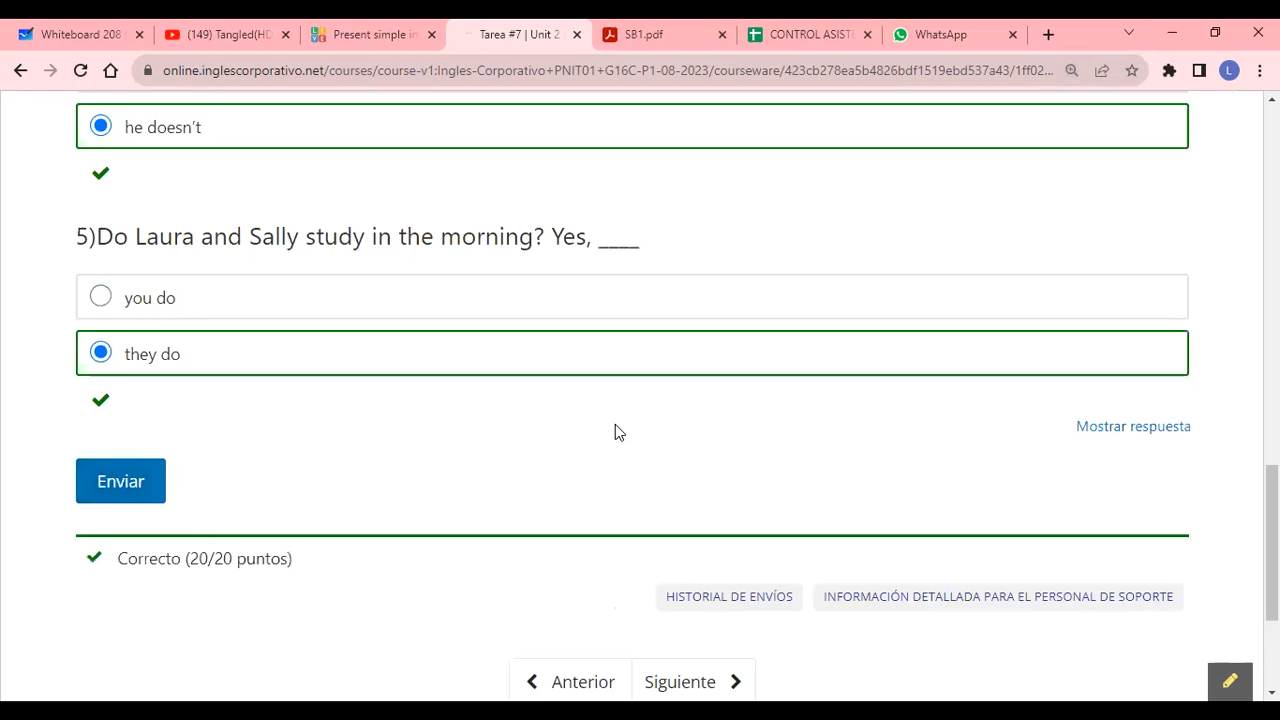 Whiteboard 208
(149) Tangled(HD
Present simple in
Tarea #7 | Unit 2
SB1.pdf
CONTROL ASIST
WhatsApp
online.inglescorporativo.net/courses/course-v1:Ingles-Corporativo+PNIT01+G16C-P1-08-2023/courseware/423cb278ea5b4826bdf1519ebd537a43/1ff02...
L
he doesn't
5)Do Laura and Sally study in the morning? Yes, ____
you do
they do
Mostrar respuesta
Enviar
Correcto (20/20 puntos)
HISTORIAL DE ENVÍOS
INFORMACIÓN DETALLADA PARA EL PERSONAL DE SOPORTE
Anterior
Siguiente